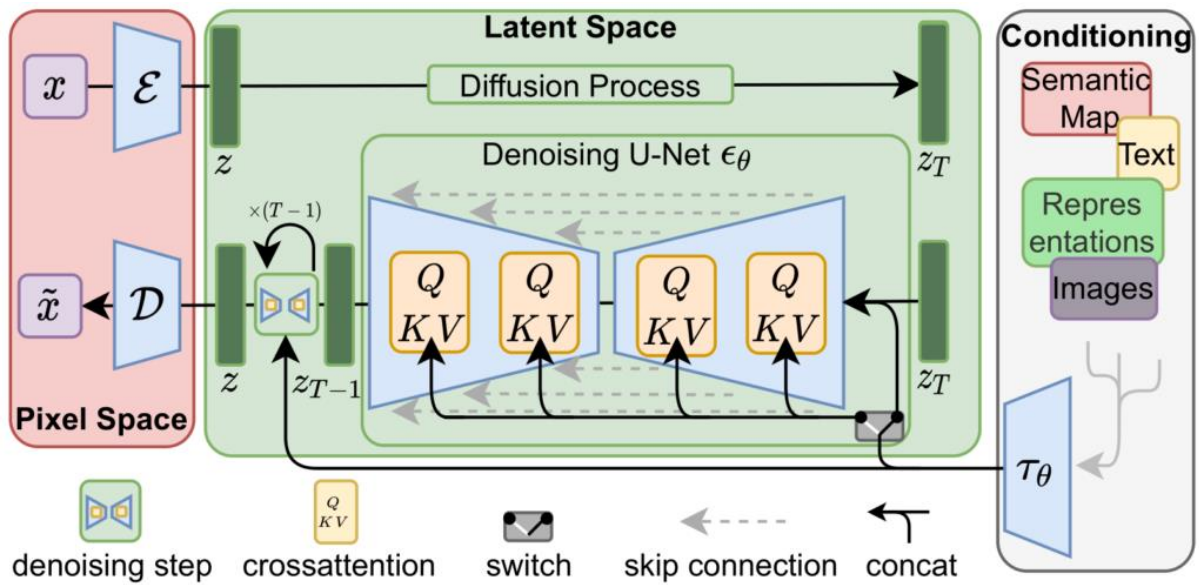 Latent Space
Conditioning
x
ℰ
Diffusion Process
z
z_T
Semantic
Map
Text
Repres
entations
Images
Denoising U-Net ϵ_θ
×(T−1)
Q
K V
Q
K V
Q
K V
Q
K V
x̃
𝒟
z
z_{T−1}
z_T
Pixel Space
τ_θ
Q
K V
denoising step
crossattention
switch
skip connection
concat